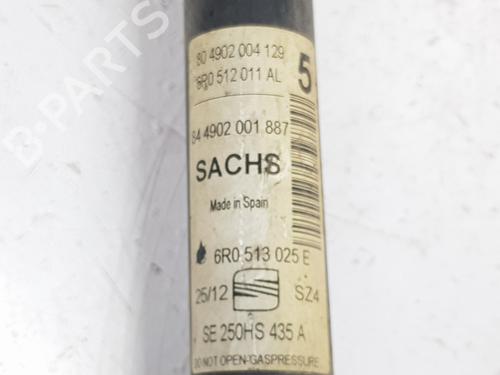 80 4902 004 129
6R0 512 011 AL
5
84 4902 001 887
SACHS
Made in Spain
6R0 513 025 E
25/12 SZ4
SE 250HS 435 A
DO NOT OPEN-GASPRESSURE